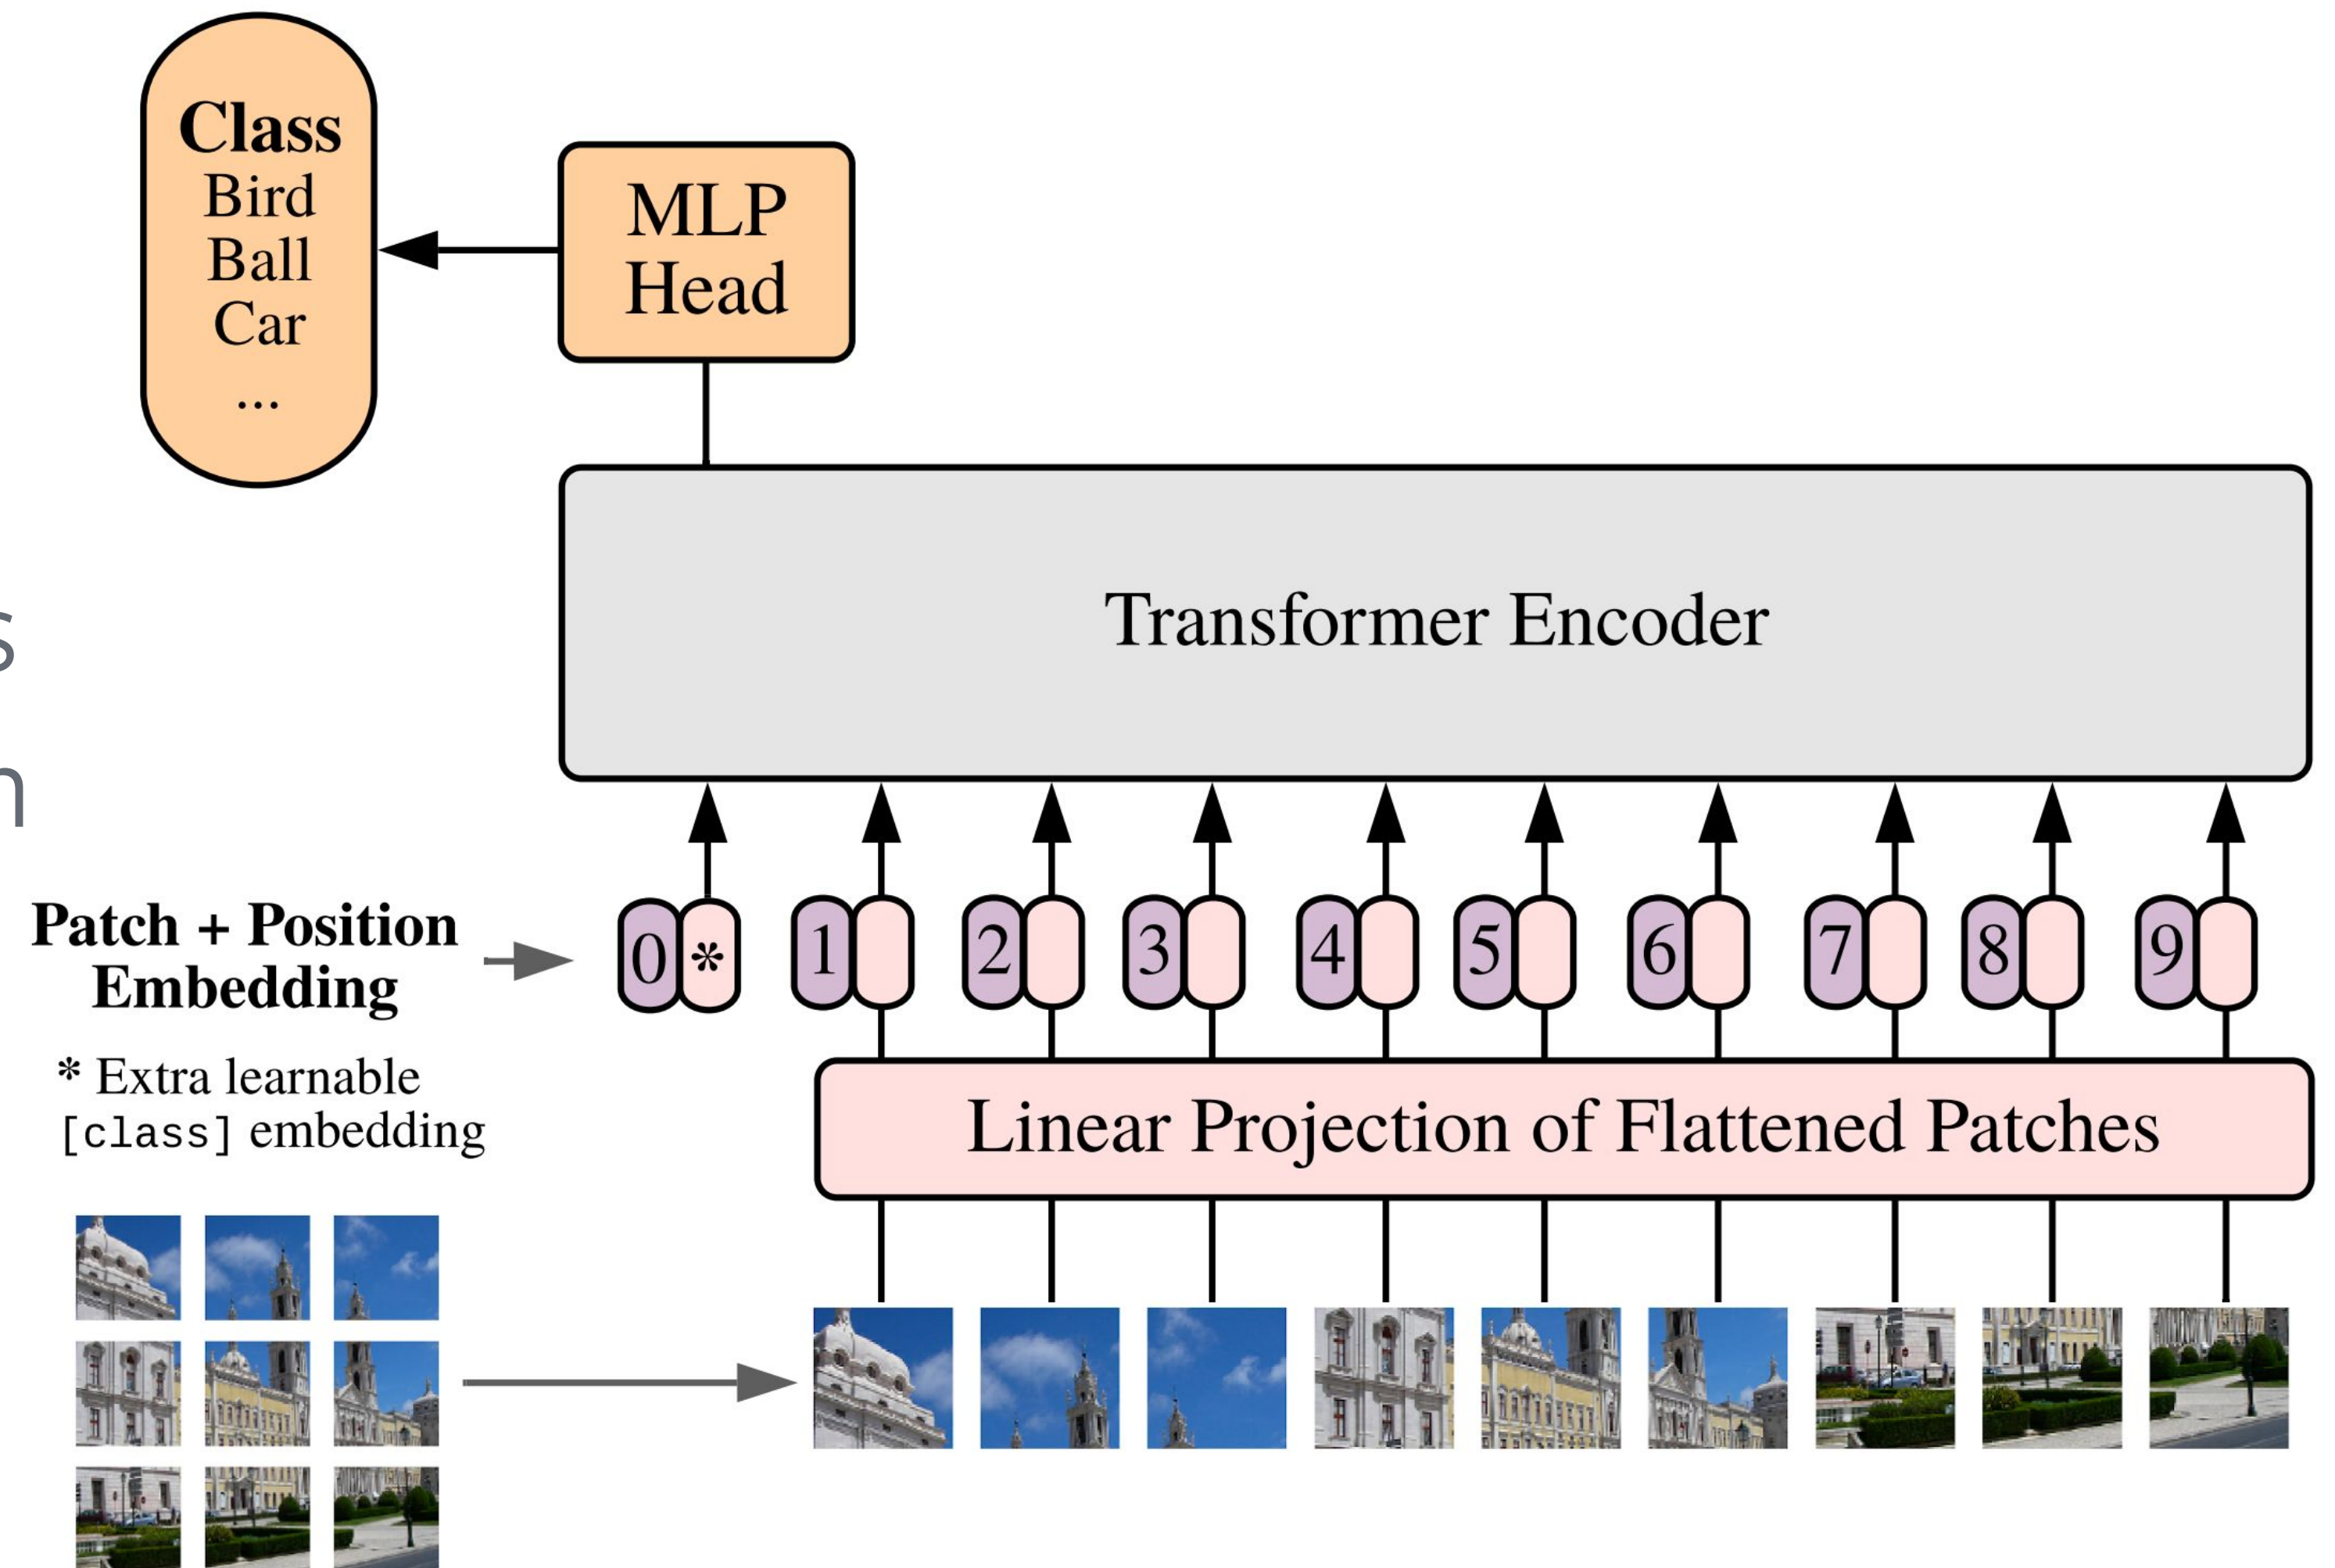 Class
Bird
Ball
Car
...
MLP
Head
Transformer Encoder
s
n
Patch + Position
Embedding
* Extra learnable
[class] embedding
0 * 1 2 3 4 5 6 7 8 9
Linear Projection of Flattened Patches